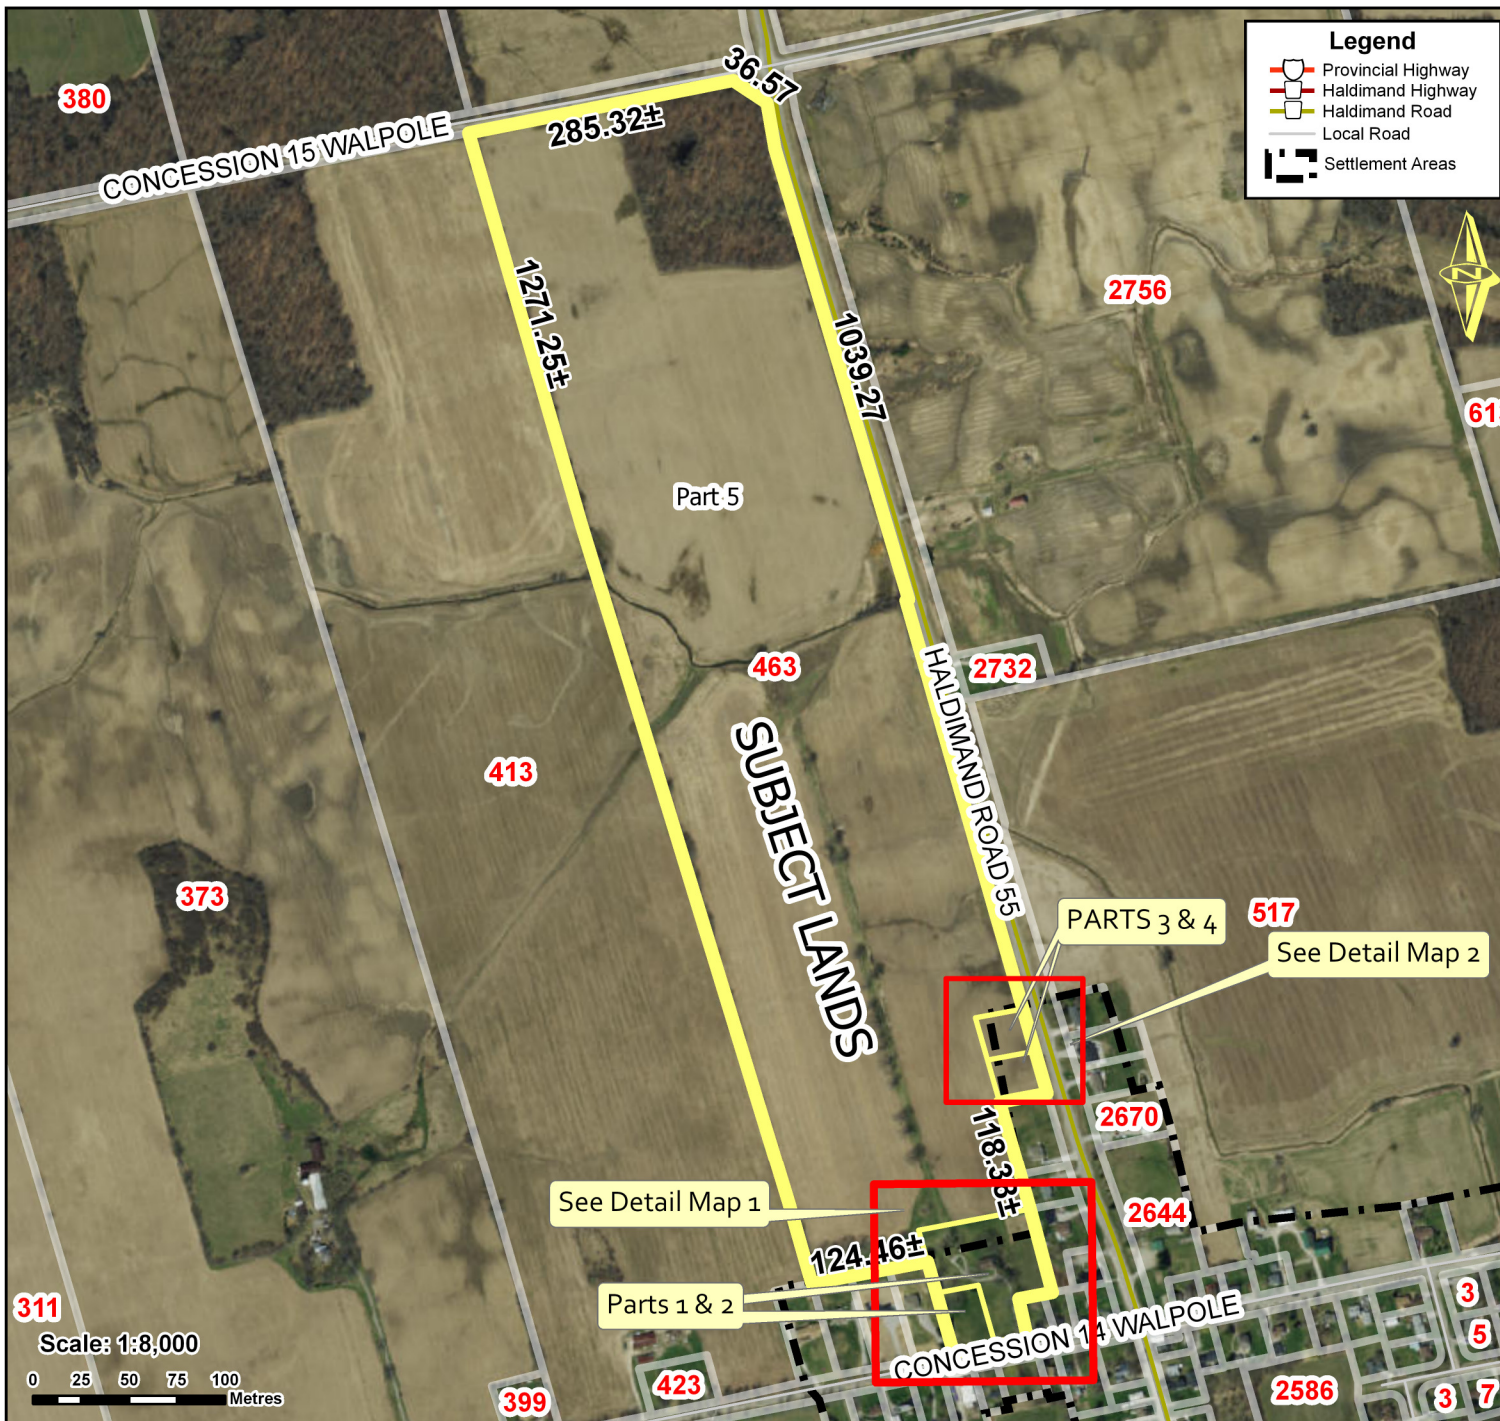 Legend
Provincial Highway
Haldimand Highway
Haldimand Road
Local Road
Settlement Areas
380
36.57
285.32±
CONCESSION 15 WALPOLE
N
2756
1271.25±
1039.27
Part 5
463
2732
HALDIMAND ROAD 55
413
SUBJECT LANDS
373
PARTS 3 & 4
517
See Detail Map 2
2670
118.38±
See Detail Map 1
2644
124.46±
Parts 1 & 2
311
CONCESSION 14 WALPOLE
3
5
Scale: 1:8,000
0 25 50 75 100
Metres
399
423
2586
3
7